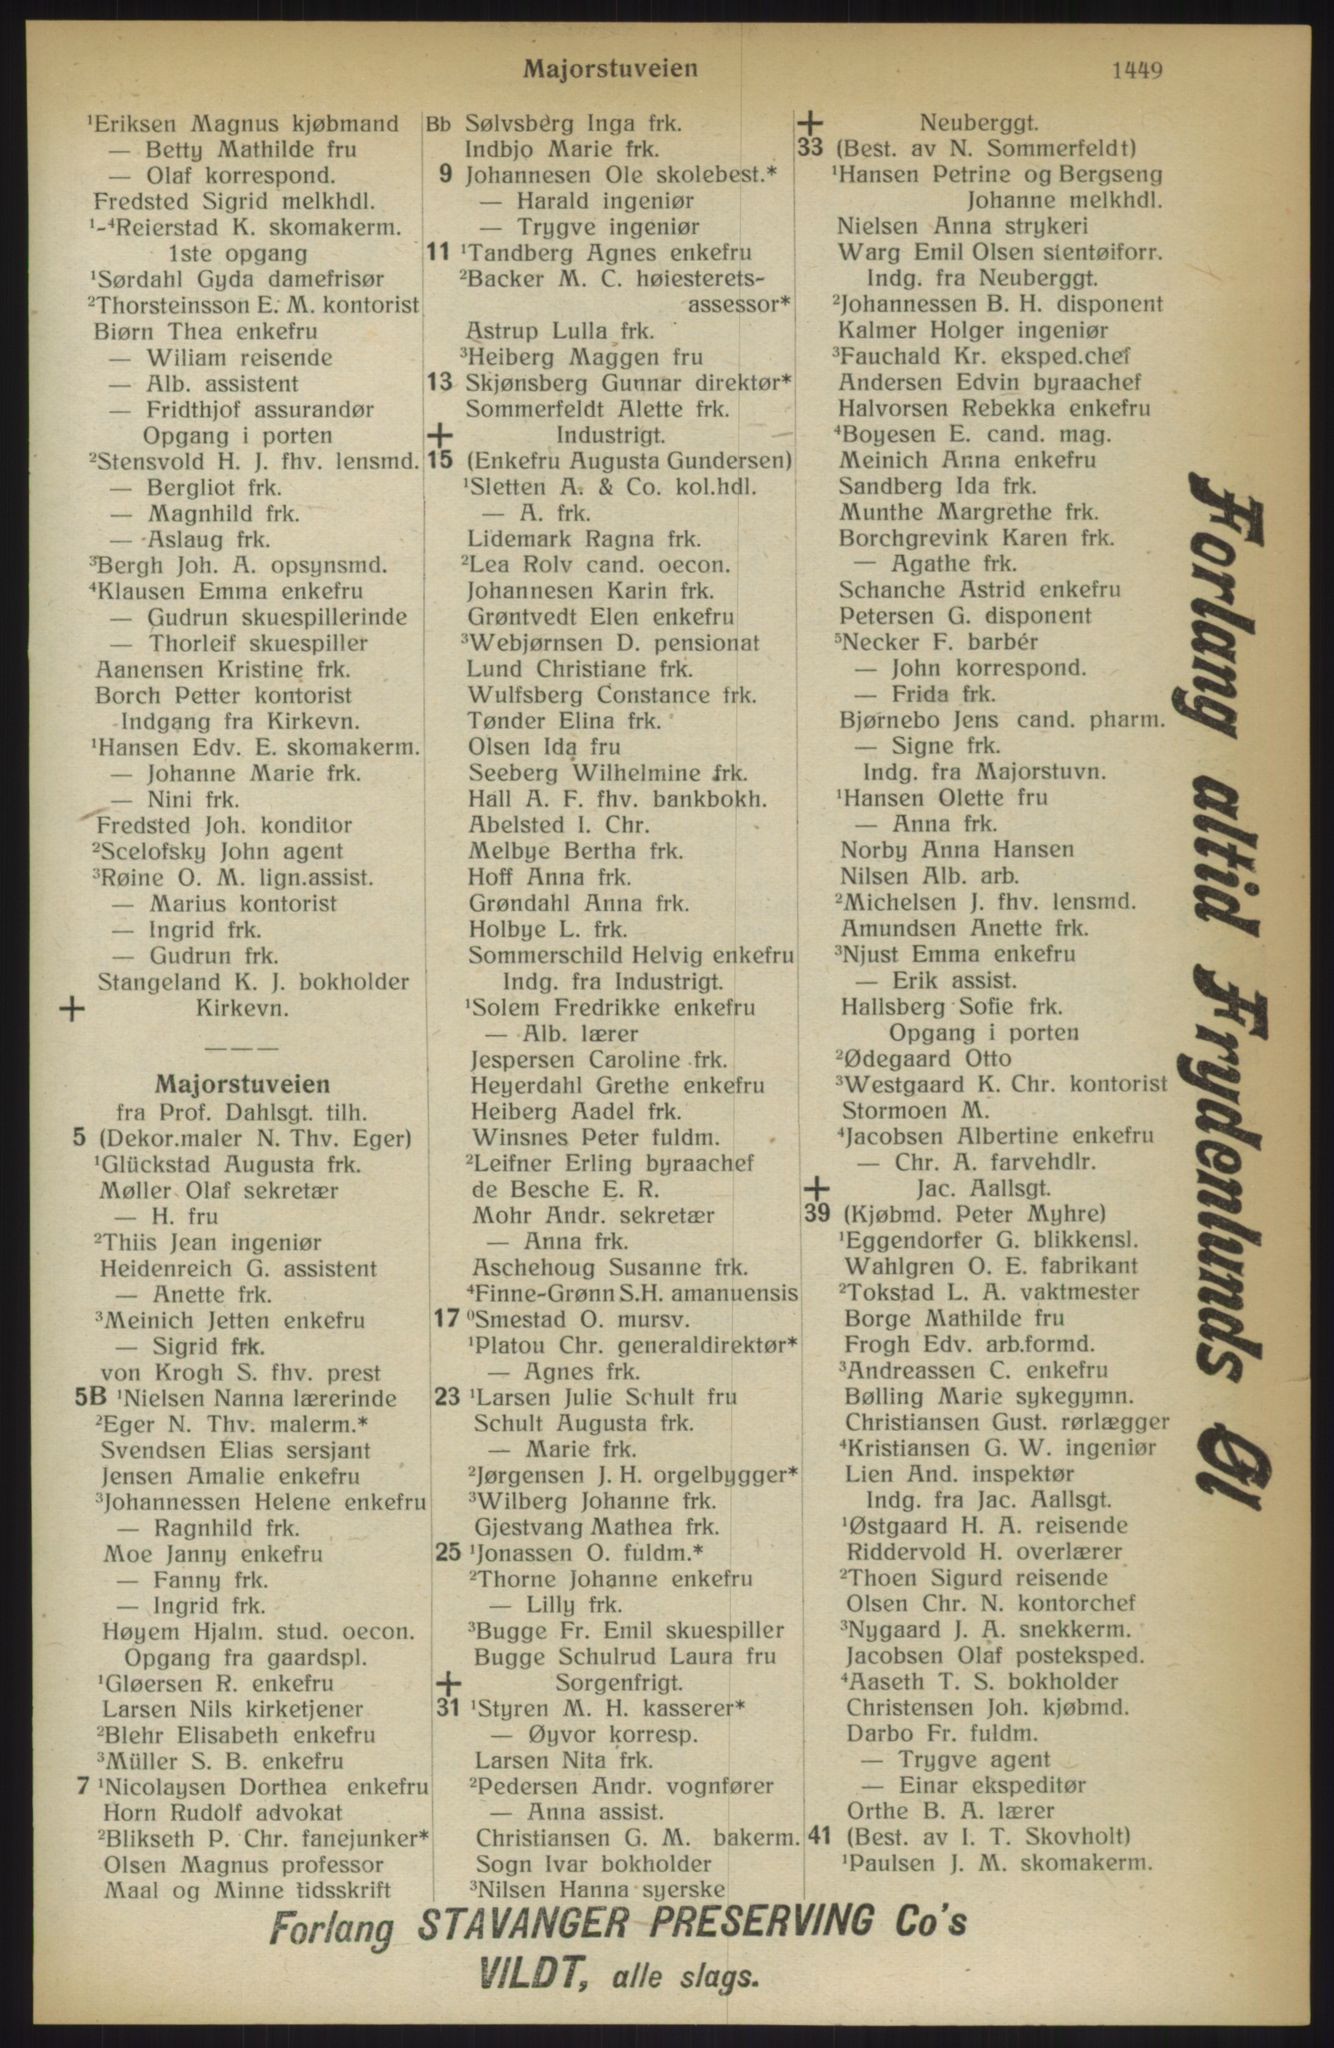 Majorstuveien
1449
¹Eriksen Magnus kjøbmand
— Betty Mathilde fru
— Olaf korrespond.
Fredsted Sigrid melkhdl.
¹-⁴Reierstad K. skomakerm.
1ste opgang
¹Sørdahl Gyda damefrisør
²Thorsteinsson E. M. kontorist
Biørn Thea enkefru
— Wiliam reisende
— Alb. assistent
— Fridthjof assurandør
Opgang i porten
²Stensvold H. J. fhv. lensmd.
— Bergliot frk.
— Magnhild frk.
— Aslaug frk.
³Bergh Joh. A. opsynsmd.
⁴Klausen Emma enkefru
— Gudrun skuespillerinde
— Thorleif skuespiller
Aanensen Kristine frk.
Borch Petter kontorist
Indgang fra Kirkevn.
¹Hansen Edv. E. skomakerm.
— Johanne Marie frk.
— Nini frk.
Fredsted Joh. konditor
²Scelofsky John agent
³Røine O. M. lign.assist.
— Marius kontorist
— Ingrid frk.
— Gudrun frk.
Stangeland K. J. bokholder
+ Kirkevn.
———
Majorstuveien
fra Prof. Dahlsgt. tilh.
5 (Dekor.maler N. Thv. Eger)
¹Glückstad Augusta frk.
Møller Olaf sekretær
— H. fru
²Thiis Jean ingeniør
Heidenreich G. assistent
— Anette frk.
³Meinich Jetten enkefru
— Sigrid frk.
von Krogh S. fhv. prest
5B ¹Nielsen Nanna lærerinde
²Eger N. Thv. malerm.*
Svendsen Elias sersjant
Jensen Amalie enkefru
³Johannessen Helene enkefru
— Ragnhild frk.
Moe Janny enkefru
— Fanny frk.
— Ingrid frk.
Høyem Hjalm. stud. oecon.
Opgang fra gaardspl.
¹Gløersen R. enkefru
Larsen Nils kirketjener
²Blehr Elisabeth enkefru
³Müller S. B. enkefru
7 ¹Nicolaysen Dorthea enkefru
Horn Rudolf advokat
²Blikseth P. Chr. fanejunker*
Olsen Magnus professor
Maal og Minne tidsskrift
Bb Sølvsberg Inga frk.
Indbjo Marie frk.
9 Johannesen Ole skolebest.*
— Harald ingeniør
— Trygve ingeniør
11 ¹Tandberg Agnes enkefru
²Backer M. C. høiesterets-
assessor*
Astrup Lulla frk.
³Heiberg Maggen fru
13 Skjønsberg Gunnar direktør*
Sommerfeldt Alette frk.
+ Industrigt.
15 (Enkefru Augusta Gundersen)
¹Sletten A. & Co. kol.hdl.
— A. frk.
Lidemark Ragna frk.
²Lea Rolv cand. oecon.
Johannesen Karin frk.
Grøntvedt Elen enkefru
³Webjørnsen D. pensionat
Lund Christiane frk.
Wulfsberg Constance frk.
Tønder Elina frk.
Olsen Ida fru
Seeberg Wilhelmine frk.
Hall A. F. fhv. bankbokh.
Abelsted I. Chr.
Melbye Bertha frk.
Hoff Anna frk.
Grøndahl Anna frk.
Holbye L. frk.
Sommerschild Helvig enkefru
Indg. fra Industrigt.
¹Solem Fredrikke enkefru
— Alb. lærer
Jespersen Caroline frk.
Heyerdahl Grethe enkefru
Heiberg Aadel frk.
Winsnes Peter fuldm.
²Leifner Erling byraachef
de Besche E. R.
Mohr Andr. sekretær
— Anna frk.
Aschehoug Susanne frk.
⁴Finne-Grønn S.H. amanuensis
17 ⁰Smestad O. mursv.
¹Platou Chr. generaldirektør*
— Agnes frk.
23 ¹Larsen Julie Schult fru
Schult Augusta frk.
— Marie frk.
²Jørgensen J. H. orgelbygger*
³Wilberg Johanne frk.
Gjestvang Mathea frk.
25 ¹Jonassen O. fuldm.*
²Thorne Johanne enkefru
— Lilly frk.
³Bugge Fr. Emil skuespiller
Bugge Schulrud Laura fru
+ Sorgenfrigt.
31 ¹Styren M. H. kasserer*
— Øyvor korresp.
Larsen Nita frk.
²Pedersen Andr. vognfører
— Anna assist.
Christiansen G. M. bakerm.
Sogn Ivar bokholder
³Nilsen Hanna syerske
+ Neuberggt.
33 (Best. av N. Sommerfeldt)
¹Hansen Petrine og Bergseng
Johanne melkhdl.
Nielsen Anna strykeri
Warg Emil Olsen stentøiforr.
Indg. fra Neuberggt.
²Johannessen B. H. disponent
Kalmer Holger ingeniør
³Fauchald Kr. eksped.chef
Andersen Edvin byraachef
Halvorsen Rebekka enkefru
⁴Boyesen E. cand. mag.
Meinich Anna enkefru
Sandberg Ida frk.
Munthe Margrethe frk.
Borchgrevink Karen frk.
— Agathe frk.
Schanche Astrid enkefru
Petersen G. disponent
⁵Necker F. barbér
— John korrespond.
— Frida frk.
Bjørnebo Jens cand. pharm.
— Signe frk.
Indg. fra Majorstuvn.
¹Hansen Olette fru
— Anna frk.
Norby Anna Hansen
Nilsen Alb. arb.
²Michelsen J. fhv. lensmd.
Amundsen Anette frk.
³Njust Emma enkefru
— Erik assist.
Hallsberg Sofie frk.
Opgang i porten
²Ødegaard Otto
³Westgaard K. Chr. kontorist
Stormoen M.
⁴Jacobsen Albertine enkefru
— Chr. A. farvehdlr.
+ Jac. Aallsgt.
39 (Kjøbmd. Peter Myhre)
¹Eggendorfer G. blikkensl.
Wahlgren O. E. fabrikant
²Tokstad L. A. vaktmester
Borge Mathilde fru
Frogh Edv. arb.formd.
³Andreassen C. enkefru
Bølling Marie sykegymn.
Christiansen Gust. rørlægger
⁴Kristiansen G. W. ingeniør
Lien And. inspektør
Indg. fra Jac. Aallsgt.
¹Østgaard H. A. reisende
Riddervold H. overlærer
²Thoen Sigurd reisende
Olsen Chr. N. kontorchef
³Nygaard J. A. snekkerm.
Jacobsen Olaf posteksped.
⁴Aaseth T. S. bokholder
Christensen Joh. kjøbmd.
Darbo Fr. fuldm.
— Trygve agent
— Einar ekspeditør
Orthe B. A. lærer
41 (Best. av I. T. Skovholt)
¹Paulsen J. M. skomakerm.
Forlang altid Frydenlunds Øl
Forlang STAVANGER PRESERVING Co's
VILDT, alle slags.